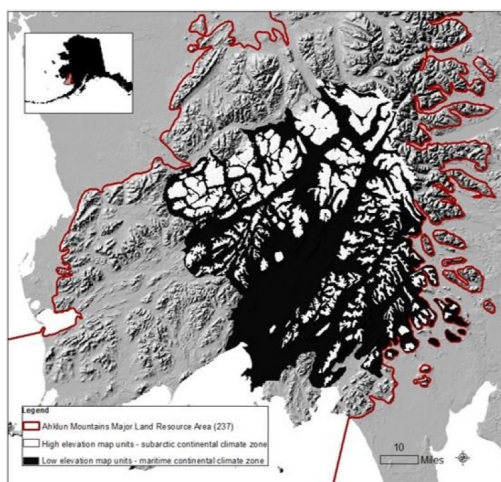 Legend
Ahklun Mountains Major Land Resource Area (237)
High elevation map units - subarctic continental climate zone
Low elevation map units - maritime continental climate zone
10
Miles